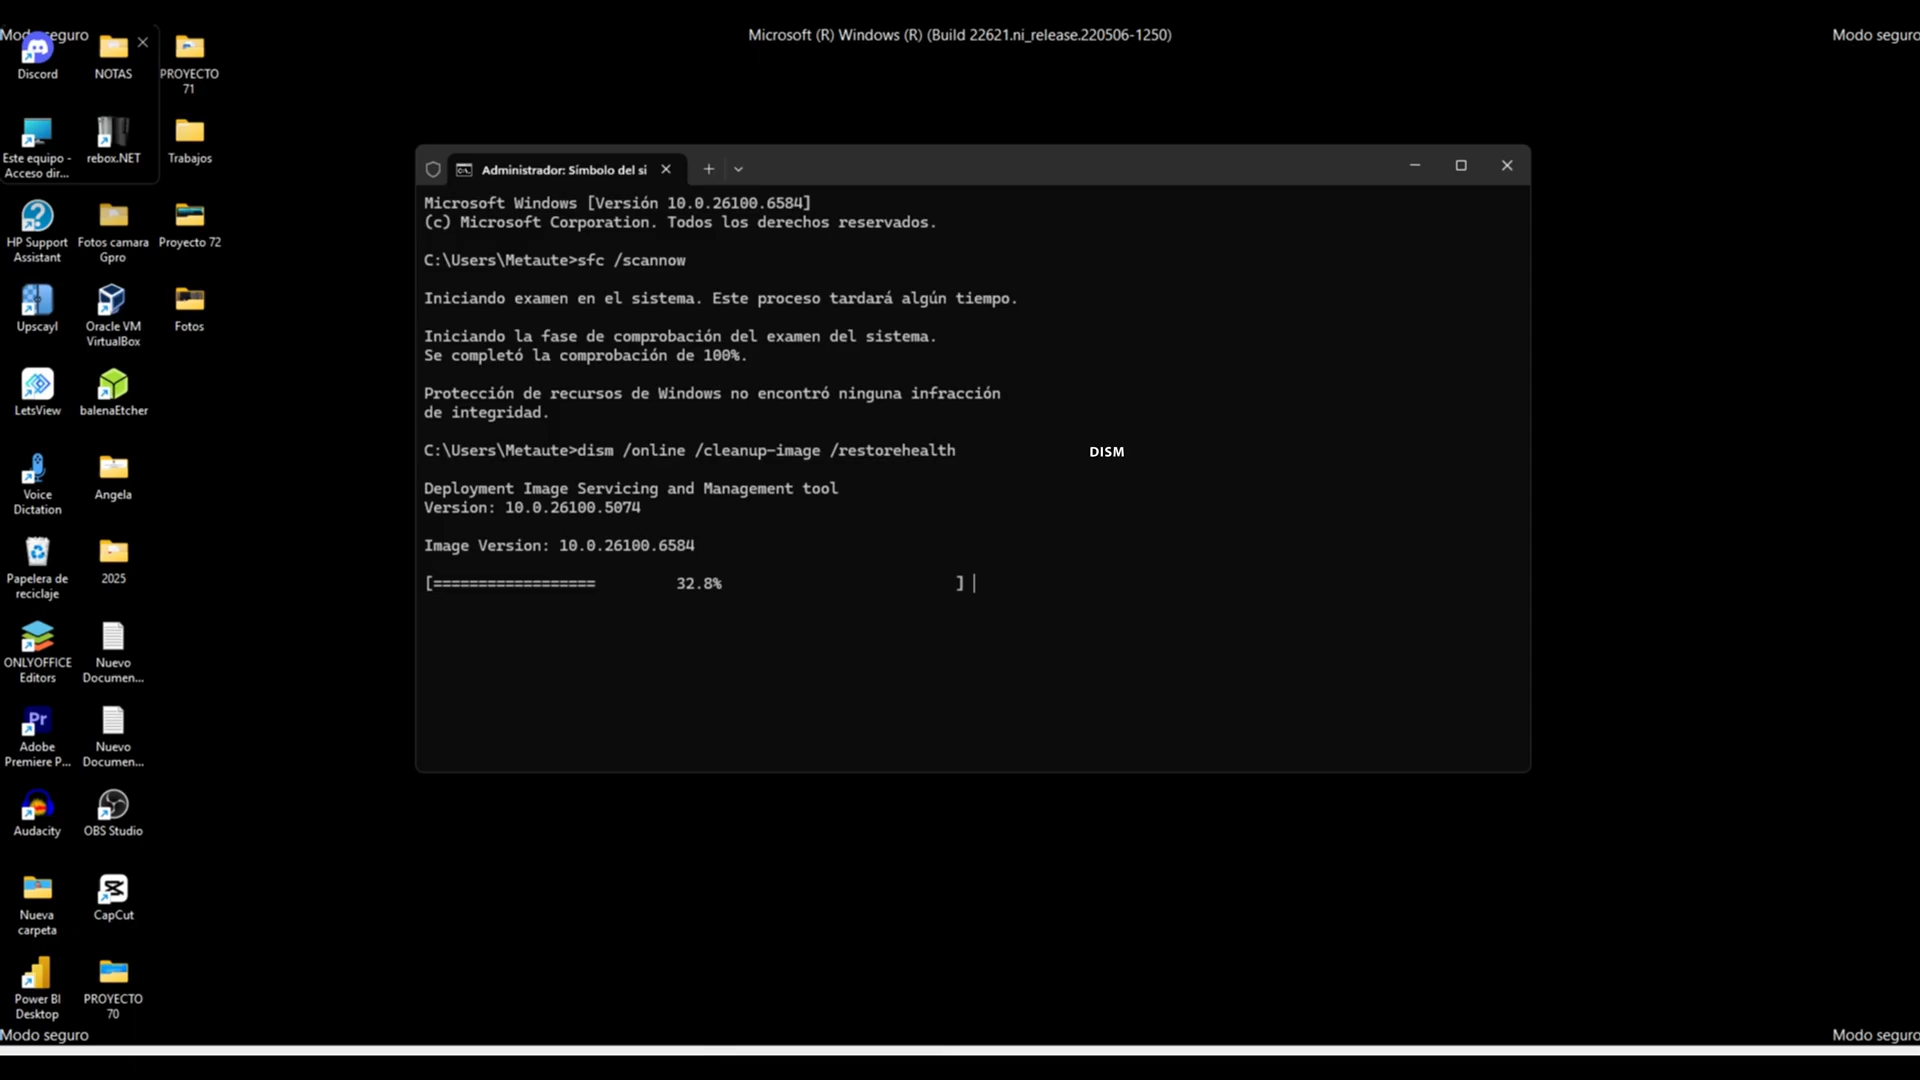 Modo seguro
Microsoft (R) Windows (R) (Build 22621.ni_release.220506-1250)
Modo seguro
Discord
NOTAS
PROYECTO
71
Este equipo -
Acceso dir...
rebox.NET
Trabajos
HP Support
Assistant
Fotos camara
Gpro
Proyecto 72
Upscayl
Oracle VM
VirtualBox
Fotos
LetsView
balenaEtcher
Voice
Dictation
Angela
Papelera de
reciclaje
2025
ONLYOFFICE
Editors
Nuevo
Documen...
Pr
Adobe
Premiere P...
Nuevo
Documen...
Audacity
OBS Studio
Nueva
carpeta
CapCut
Power BI
Desktop
PROYECTO
70
Administrador: Símbolo del si
Microsoft Windows [Versión 10.0.26100.6584]
(c) Microsoft Corporation. Todos los derechos reservados.
C:\Users\Metaute>sfc /scannow
Iniciando examen en el sistema. Este proceso tardará algún tiempo.
Iniciando la fase de comprobación del examen del sistema.
Se completó la comprobación de 100%.
Protección de recursos de Windows no encontró ninguna infracción
de integridad.
C:\Users\Metaute>dism /online /cleanup-image /restorehealth
DISM
Deployment Image Servicing and Management tool
Version: 10.0.26100.5074
Image Version: 10.0.26100.6584
[================== 32.8% ]
Modo seguro
Modo seguro